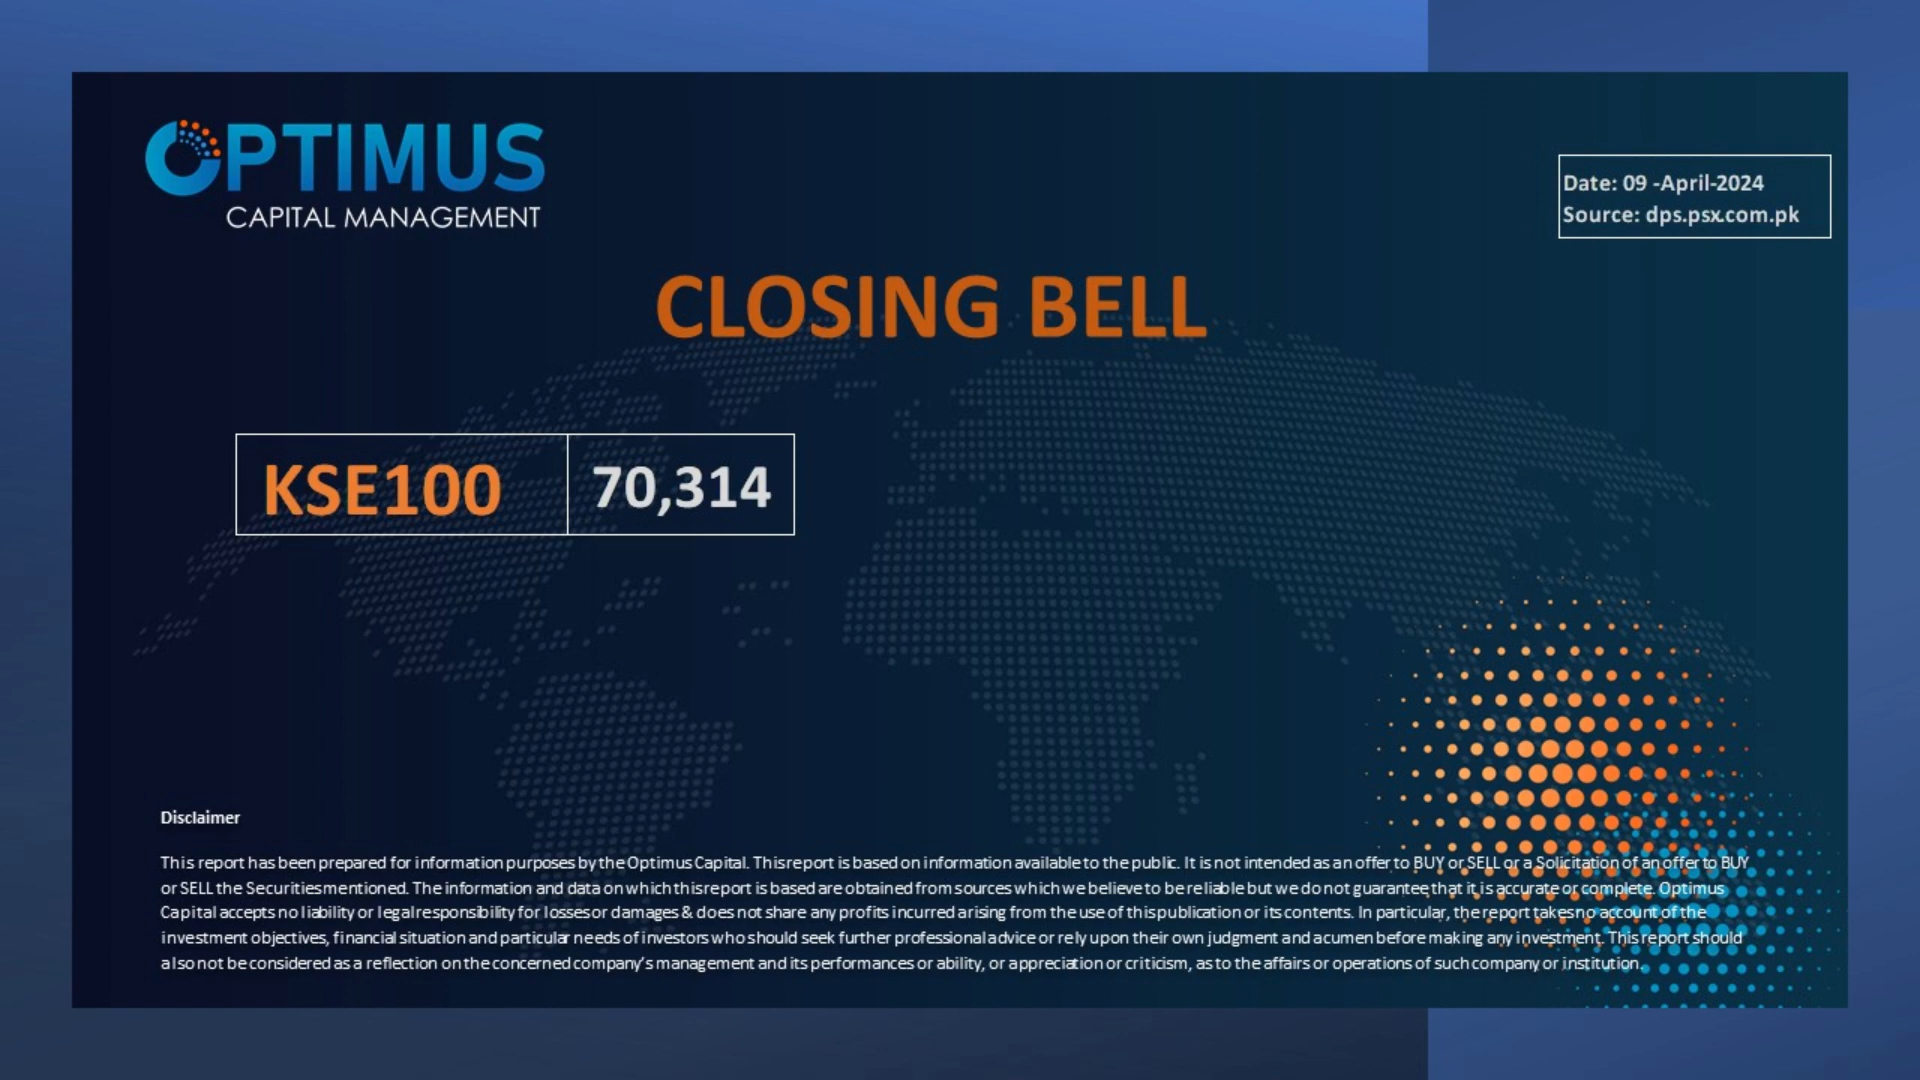 OPTIMUS
CAPITAL MANAGEMENT
Date: 09 -April-2024
Source: dps.psx.com.pk
CLOSING BELL
KSE100 70,314
Disclaimer
This report has been prepared for information purposes by the Optimus Capital. This report is based on information available to the public. It is not intended as an offer to BUY or SELL or a Solicitation of an offer to BUY
or SELL the Securities mentioned. The information and data on which this report is based are obtained from sources which we believe to be reliable but we do not guarantee that it is accurate or complete. Optimus
Capital accepts no liability or legal responsibility for losses or damages & does not share any profits incurred arising from the use of this publication or its contents. In particular, the report takes no account of the
investment objectives, financial situation and particular needs of investors who should seek further professional advice or rely upon their own judgment and acumen before making any investment. This report should
also not be considered as a reflection on the concerned company's management and its performances or ability, or appreciation or criticism, as to the affairs or operations of such company or institution.